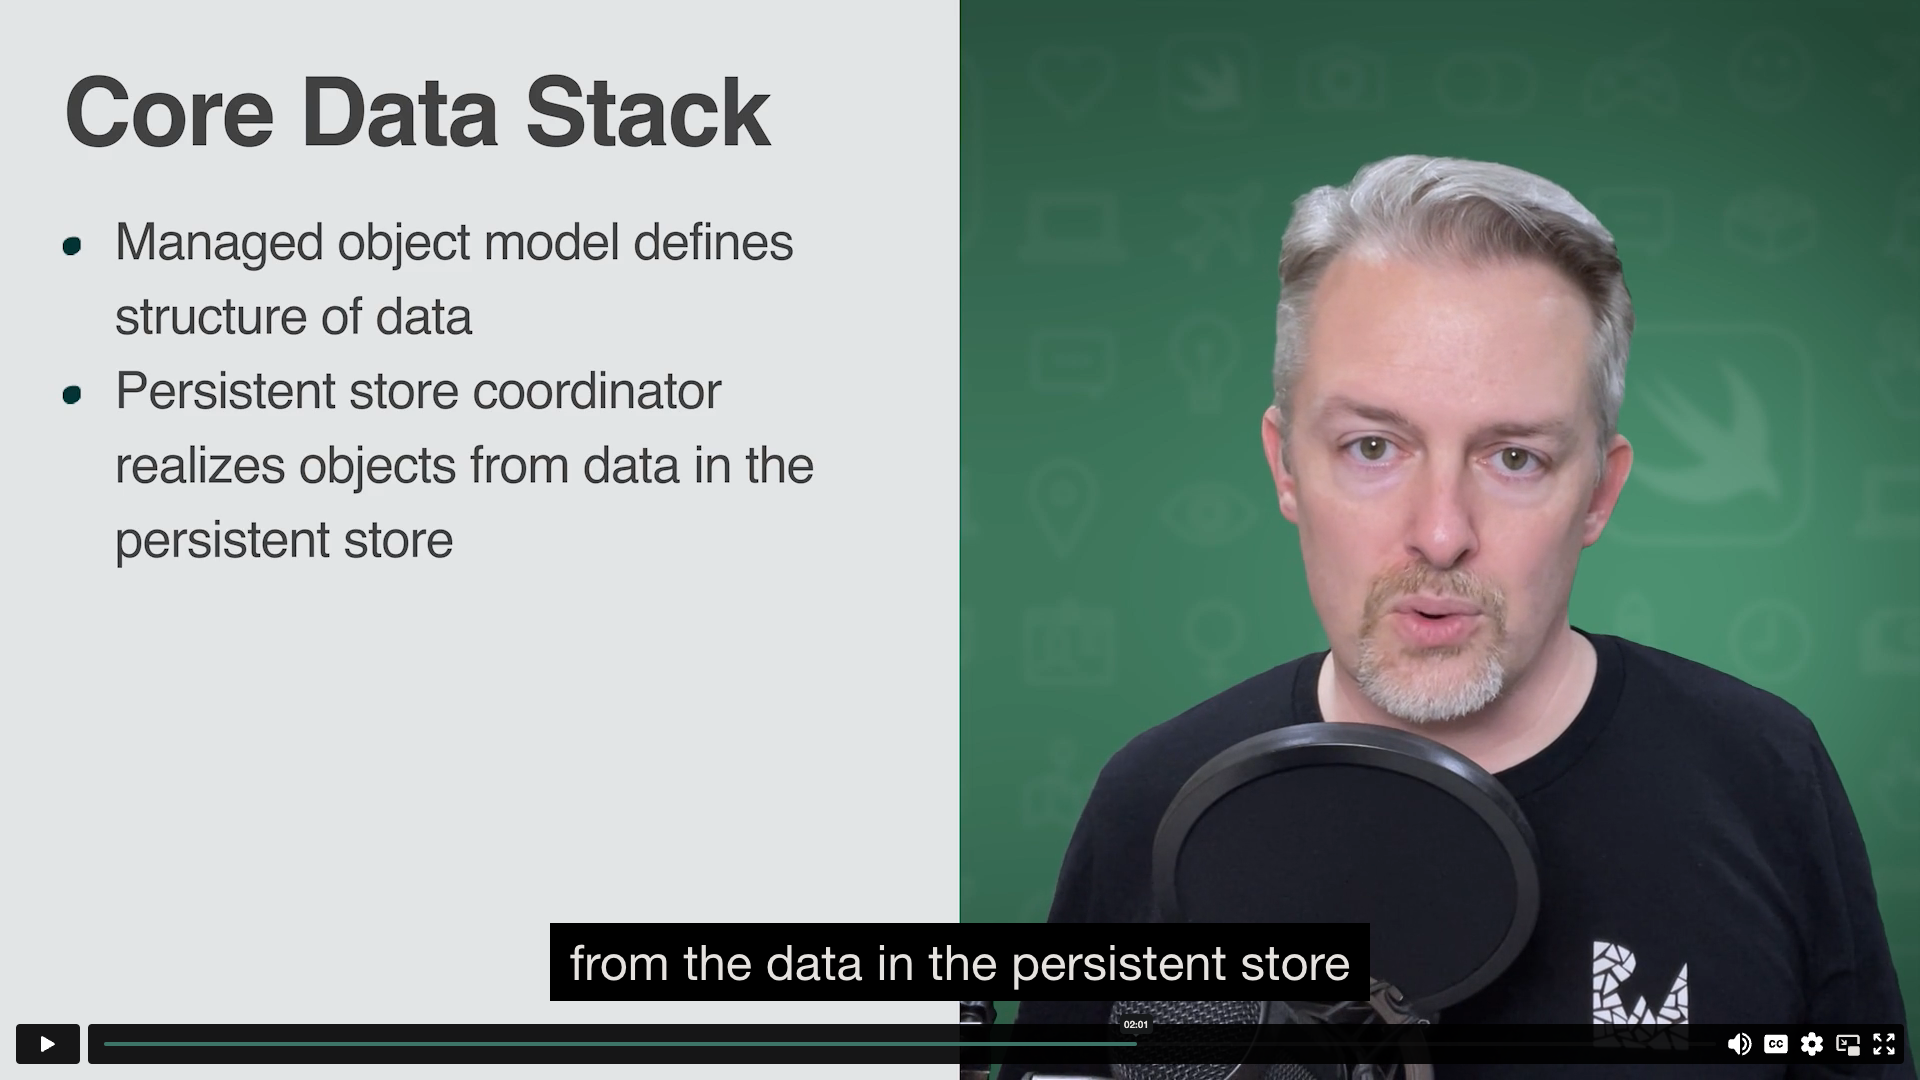 Core Data Stack
Managed object model defines
structure of data
Persistent store coordinator
realizes objects from data in the
persistent store
from the data in the persistent store
02:01
CC